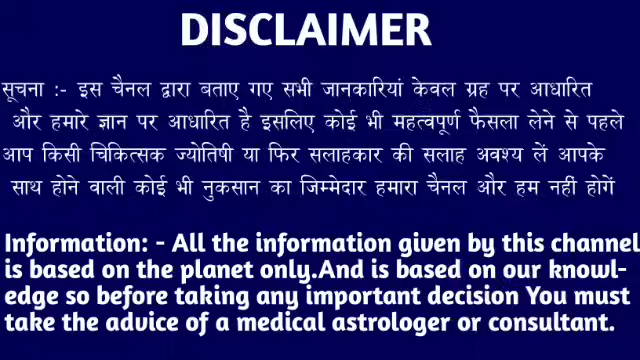 DISCLAIMER
सूचना :- इस चैनल द्वारा बताए गए सभी जानकारियां केवल ग्रह पर आधारित
और हमारे ज्ञान पर आधारित है इसलिए कोई भी महत्वपूर्ण फैसला लेने से पहले
आप किसी चिकित्सक ज्योतिषी या फिर सलाहकार की सलाह अवश्य लें आपके
साथ होने वाली कोई भी नुकसान का जिम्मेदार हमारा चैनल और हम नहीं होगें
Information: - All the information given by this channel
is based on the planet only.And is based on our knowl-
edge so before taking any important decision You must
take the advice of a medical astrologer or consultant.